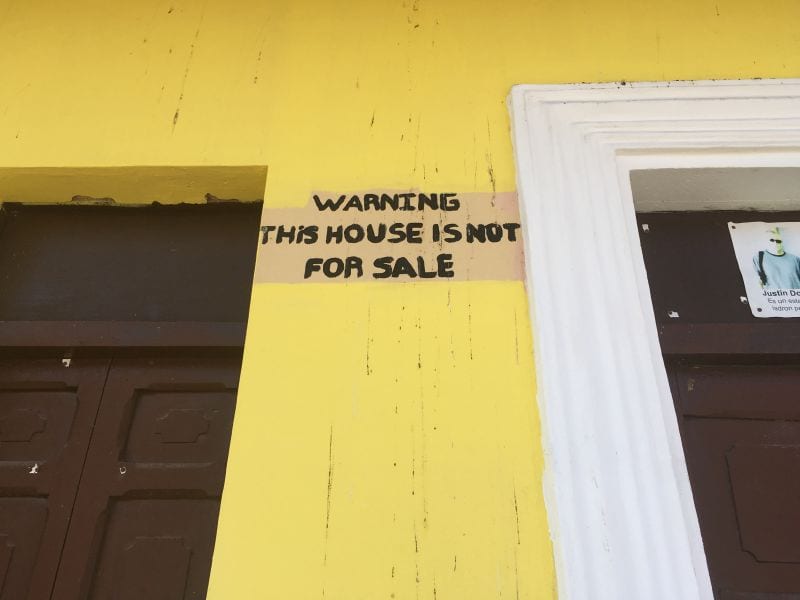 WARNING
THiS HOUSE IS NOT
FOR SALE
Justin
Es un
ladron